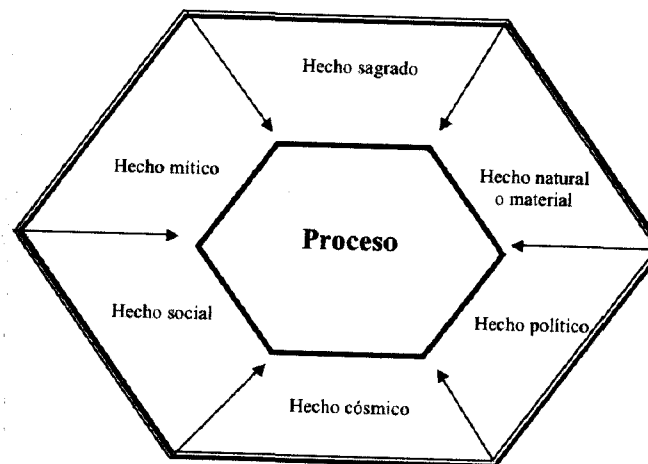 Hecho sagrado
Hecho mítico
Hecho natural
o material
Proceso
Hecho social
Hecho político
Hecho cósmico